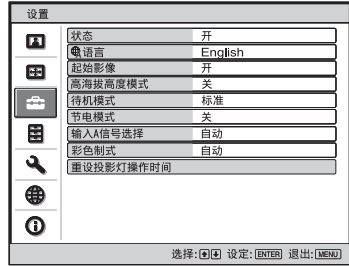 设置
状态 开
语言 English
起始影像 开
高海拔高度模式 关
待机模式 标准
节电模式 关
输入A信号选择 自动
彩色制式 自动
重设投影灯操作时间
选择: 设定:ENTER 退出:MENU